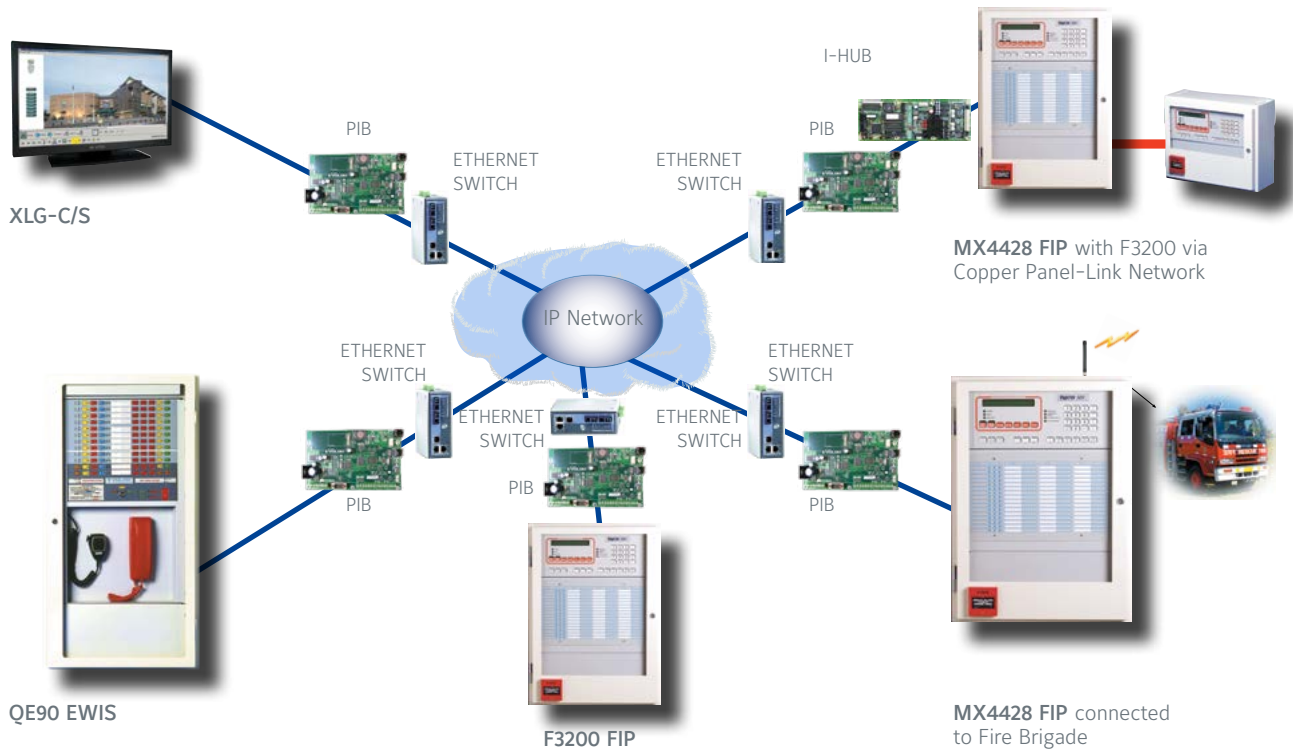 I-HUB
PIB
PIB
ETHERNET
SWITCH
ETHERNET
SWITCH
XLG-C/S
MX4428 FIP with F3200 via
Copper Panel-Link Network
IP Network
ETHERNET
SWITCH
ETHERNET
SWITCH
ETHERNET
SWITCH
ETHERNET
SWITCH
PIB
PIB
PIB
QE90 EWIS
F3200 FIP
MX4428 FIP connected
to Fire Brigade